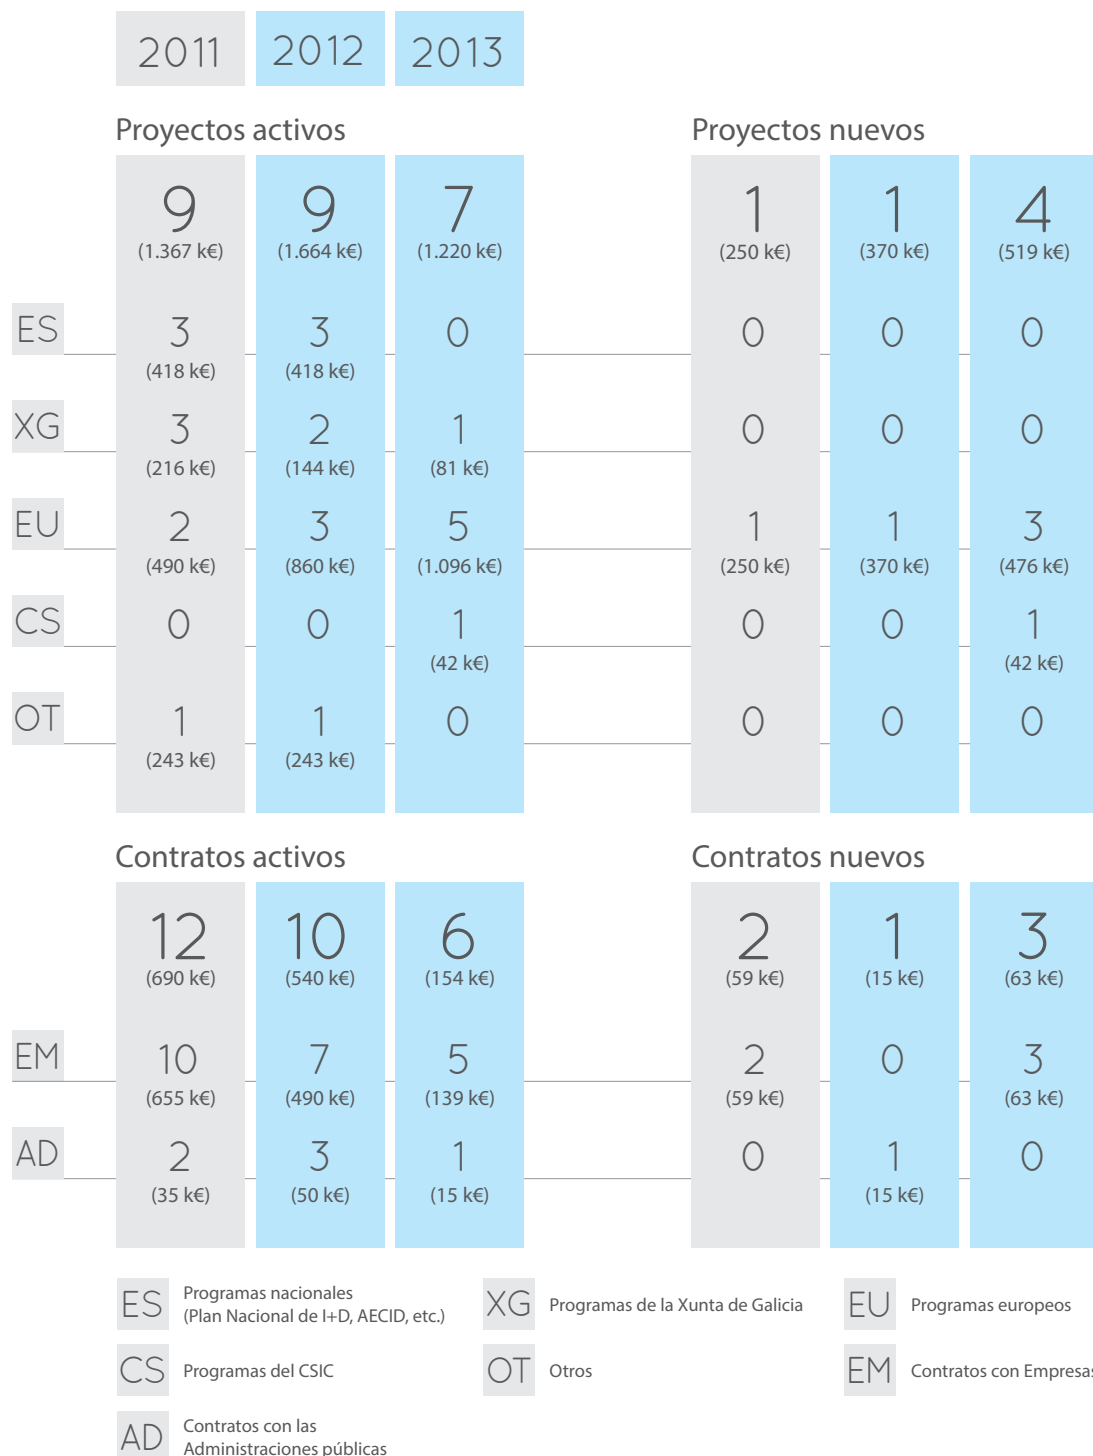 2011 2012 2013
Proyectos activos Proyectos nuevos
9 9 7 1 1 4
(1.367 k€) (1.664 k€) (1.220 k€) (250 k€) (370 k€) (519 k€)
ES 3 3 0 0 0 0
(418 k€) (418 k€)
XG 3 2 1 0 0 0
(216 k€) (144 k€) (81 k€)
EU 2 3 5 1 1 3
(490 k€) (860 k€) (1.096 k€) (250 k€) (370 k€) (476 k€)
CS 0 0 1 0 0 1
(42 k€) (42 k€)
OT 1 1 0 0 0 0
(243 k€) (243 k€)
Contratos activos Contratos nuevos
12 10 6 2 1 3
(690 k€) (540 k€) (154 k€) (59 k€) (15 k€) (63 k€)
EM 10 7 5 2 0 3
(655 k€) (490 k€) (139 k€) (59 k€) (63 k€)
AD 2 3 1 0 1 0
(35 k€) (50 k€) (15 k€) (15 k€)
ES Programas nacionales
(Plan Nacional de I+D, AECID, etc.)
XG Programas de la Xunta de Galicia
EU Programas europeos
CS Programas del CSIC
OT Otros
EM Contratos con Empresas
AD Contratos con las
Administraciones públicas